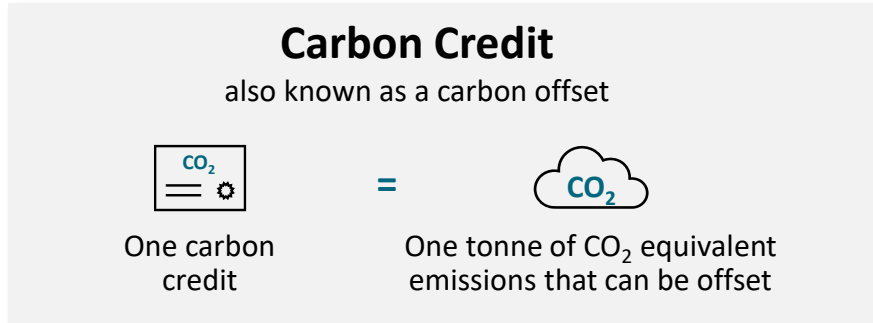 Carbon Credit
also known as a carbon offset
CO₂
=
CO₂
One carbon
credit
One tonne of CO₂ equivalent
emissions that can be offset